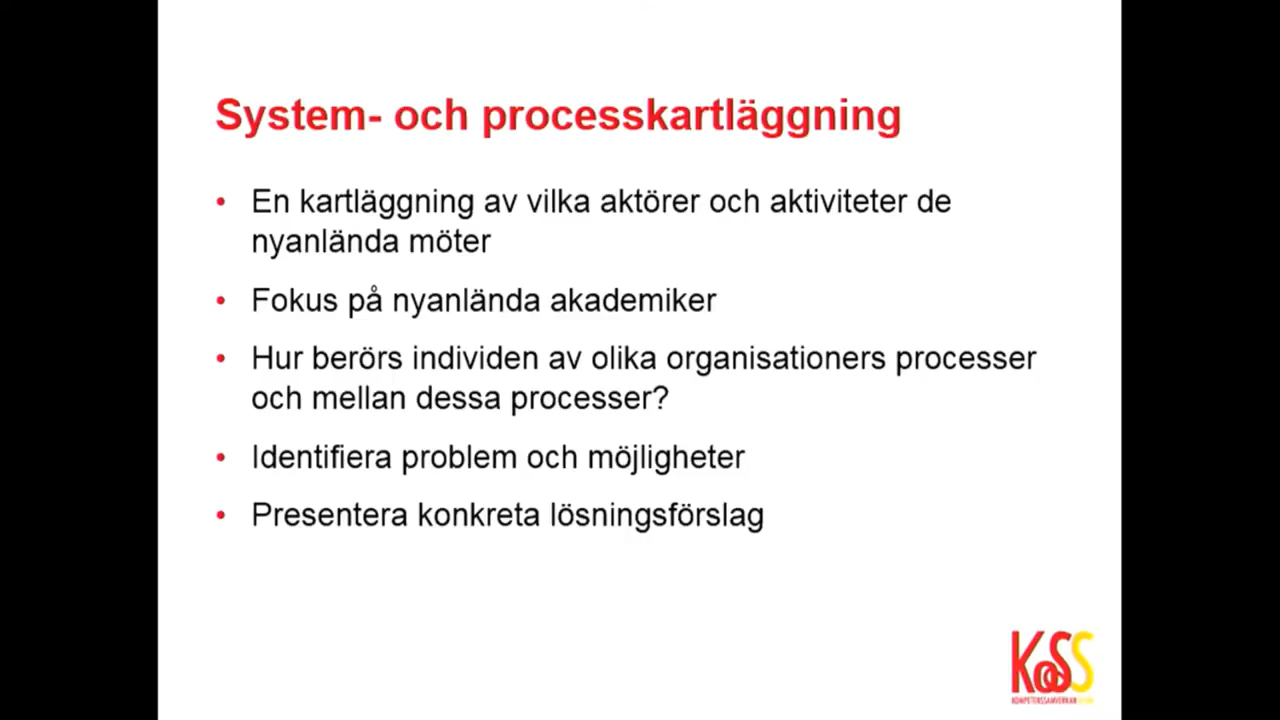 System- och processkartläggning
• En kartläggning av vilka aktörer och aktiviteter de
nyanlända möter
• Fokus på nyanlända akademiker
• Hur berörs individen av olika organisationers processer
och mellan dessa processer?
• Identifiera problem och möjligheter
• Presentera konkreta lösningsförslag
KoSS